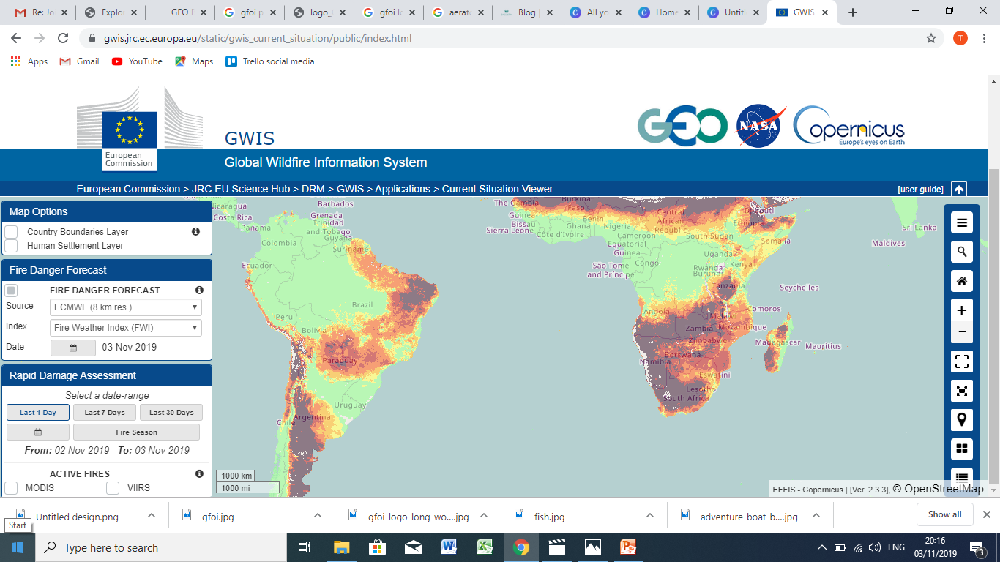 Re: Jo
Explor
GEO E
gfoi p
logo_
gfoi lo
aerato
Blog |
All yo
Home
Untitl
GWIS
gwis.jrc.ec.europa.eu/static/gwis_current_situation/public/index.html
T
Apps
Gmail
YouTube
Maps
Trello social media
European
Commission
GWIS
Global Wildfire Information System
GEO
NASA
opernicus
Europe's eyes on Earth
European Commission > JRC EU Science Hub > DRM > GWIS > Applications > Current Situation Viewer
[user guide]
Map Options
Country Boundaries Layer
Human Settlement Layer
Fire Danger Forecast
FIRE DANGER FORECAST
Source
ECMWF (8 km res.)
Index
Fire Weather Index (FWI)
Date
03 Nov 2019
Rapid Damage Assessment
Select a date-range
Last 1 Day
Last 7 Days
Last 30 Days
Fire Season
From: 02 Nov 2019 To: 03 Nov 2019
ACTIVE FIRES
MODIS
VIIRS
Nicaragua
Costa Rica
Panama
Barbados
Grenada
Trinidad
and Tobago
Guyana
Suriname
Colombia
Ecuador
Brazil
Peru
Bolivia
Paraguay
Uruguay
Argentina
Chile
The Gambia
Guinea-
Bissau
Sierra Leone
Burkina
Faso
Benin
Ghana
Côte d'Ivoire
Nigeria
Cameroon
Central
African
Republic
South Sudan
Djibouti
Ethiopia
Somalia
Equatorial
Guinea
São Tomé
and Príncipe
Congo
Uganda
Kenya
Rwanda
Burundi
Tanzania
Seychelles
Sri Lanka
Maldives
Angola
Malawi
Comoros
Zambia
Mozambique
Zimbabwe
Madagascar
Mauritius
Namibia
Botswana
Eswatini
Lesotho
South Africa
1000 km
1000 mi
EFFIS - Copernicus | [Ver. 2.3.3], © OpenStreetMap
Untitled design.png
gfoi.jpg
gfoi-logo-long-wo....jpg
fish.jpg
adventure-boat-b....jpg
Show all
Start
Type here to search
ENG
20:16
03/11/2019
3